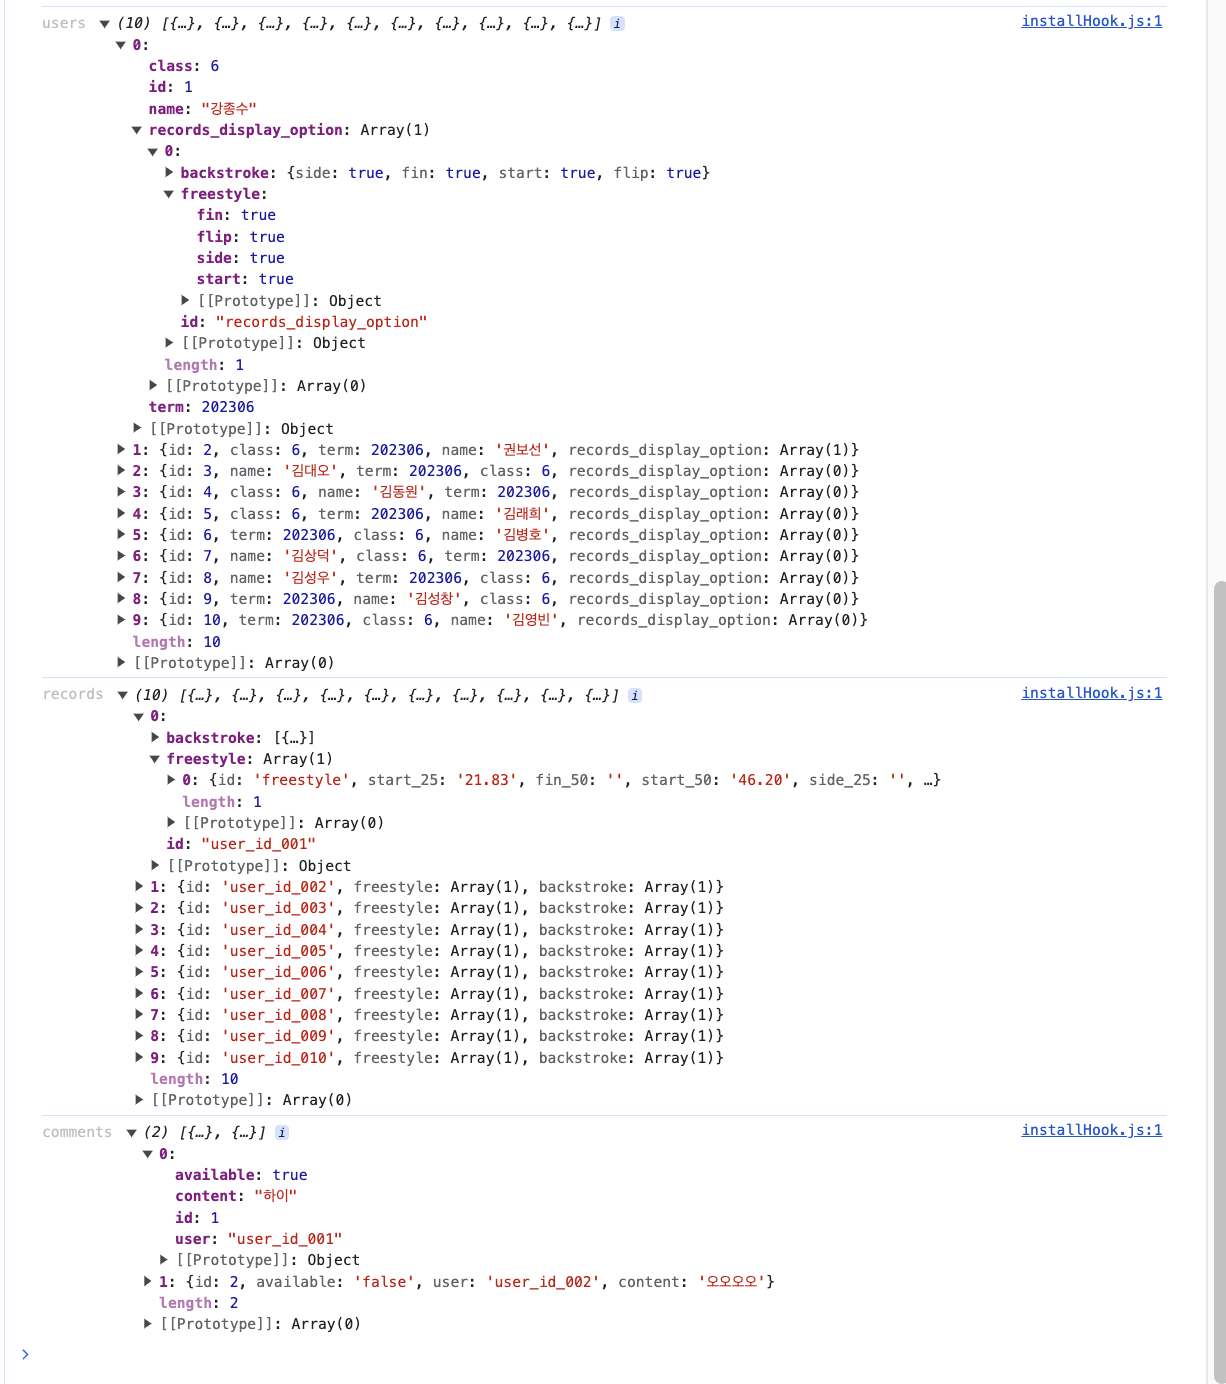 users ▼ (10) [{…}, {…}, {…}, {…}, {…}, {…}, {…}, {…}, {…}, {…}] i installHook.js:1
▼ 0:
class: 6
id: 1
name: "강종수"
▼ records_display_option: Array(1)
▼ 0:
▶ backstroke: {side: true, fin: true, start: true, flip: true}
▼ freestyle:
fin: true
flip: true
side: true
start: true
▶ [[Prototype]]: Object
id: "records_display_option"
▶ [[Prototype]]: Object
length: 1
▶ [[Prototype]]: Array(0)
term: 202306
▶ [[Prototype]]: Object
▶ 1: {id: 2, class: 6, term: 202306, name: '권보선', records_display_option: Array(1)}
▶ 2: {id: 3, name: '김대오', term: 202306, class: 6, records_display_option: Array(0)}
▶ 3: {id: 4, class: 6, name: '김동원', term: 202306, records_display_option: Array(0)}
▶ 4: {id: 5, class: 6, term: 202306, name: '김래희', records_display_option: Array(0)}
▶ 5: {id: 6, term: 202306, class: 6, name: '김병호', records_display_option: Array(0)}
▶ 6: {id: 7, name: '김상덕', class: 6, term: 202306, records_display_option: Array(0)}
▶ 7: {id: 8, name: '김성우', term: 202306, class: 6, records_display_option: Array(0)}
▶ 8: {id: 9, term: 202306, name: '김성창', class: 6, records_display_option: Array(0)}
▶ 9: {id: 10, term: 202306, class: 6, name: '김영빈', records_display_option: Array(0)}
length: 10
▶ [[Prototype]]: Array(0)
records ▼ (10) [{…}, {…}, {…}, {…}, {…}, {…}, {…}, {…}, {…}, {…}] i installHook.js:1
▼ 0:
▶ backstroke: [{…}]
▼ freestyle: Array(1)
▶ 0: {id: 'freestyle', start_25: '21.83', fin_50: '', start_50: '46.20', side_25: '', …}
length: 1
▶ [[Prototype]]: Array(0)
id: "user_id_001"
▶ [[Prototype]]: Object
▶ 1: {id: 'user_id_002', freestyle: Array(1), backstroke: Array(1)}
▶ 2: {id: 'user_id_003', freestyle: Array(1), backstroke: Array(1)}
▶ 3: {id: 'user_id_004', freestyle: Array(1), backstroke: Array(1)}
▶ 4: {id: 'user_id_005', freestyle: Array(1), backstroke: Array(1)}
▶ 5: {id: 'user_id_006', freestyle: Array(1), backstroke: Array(1)}
▶ 6: {id: 'user_id_007', freestyle: Array(1), backstroke: Array(1)}
▶ 7: {id: 'user_id_008', freestyle: Array(1), backstroke: Array(1)}
▶ 8: {id: 'user_id_009', freestyle: Array(1), backstroke: Array(1)}
▶ 9: {id: 'user_id_010', freestyle: Array(1), backstroke: Array(1)}
length: 10
▶ [[Prototype]]: Array(0)
comments ▼ (2) [{…}, {…}] i installHook.js:1
▼ 0:
available: true
content: "하이"
id: 1
user: "user_id_001"
▶ [[Prototype]]: Object
▶ 1: {id: 2, available: 'false', user: 'user_id_002', content: '오오오오'}
length: 2
▶ [[Prototype]]: Array(0)
>